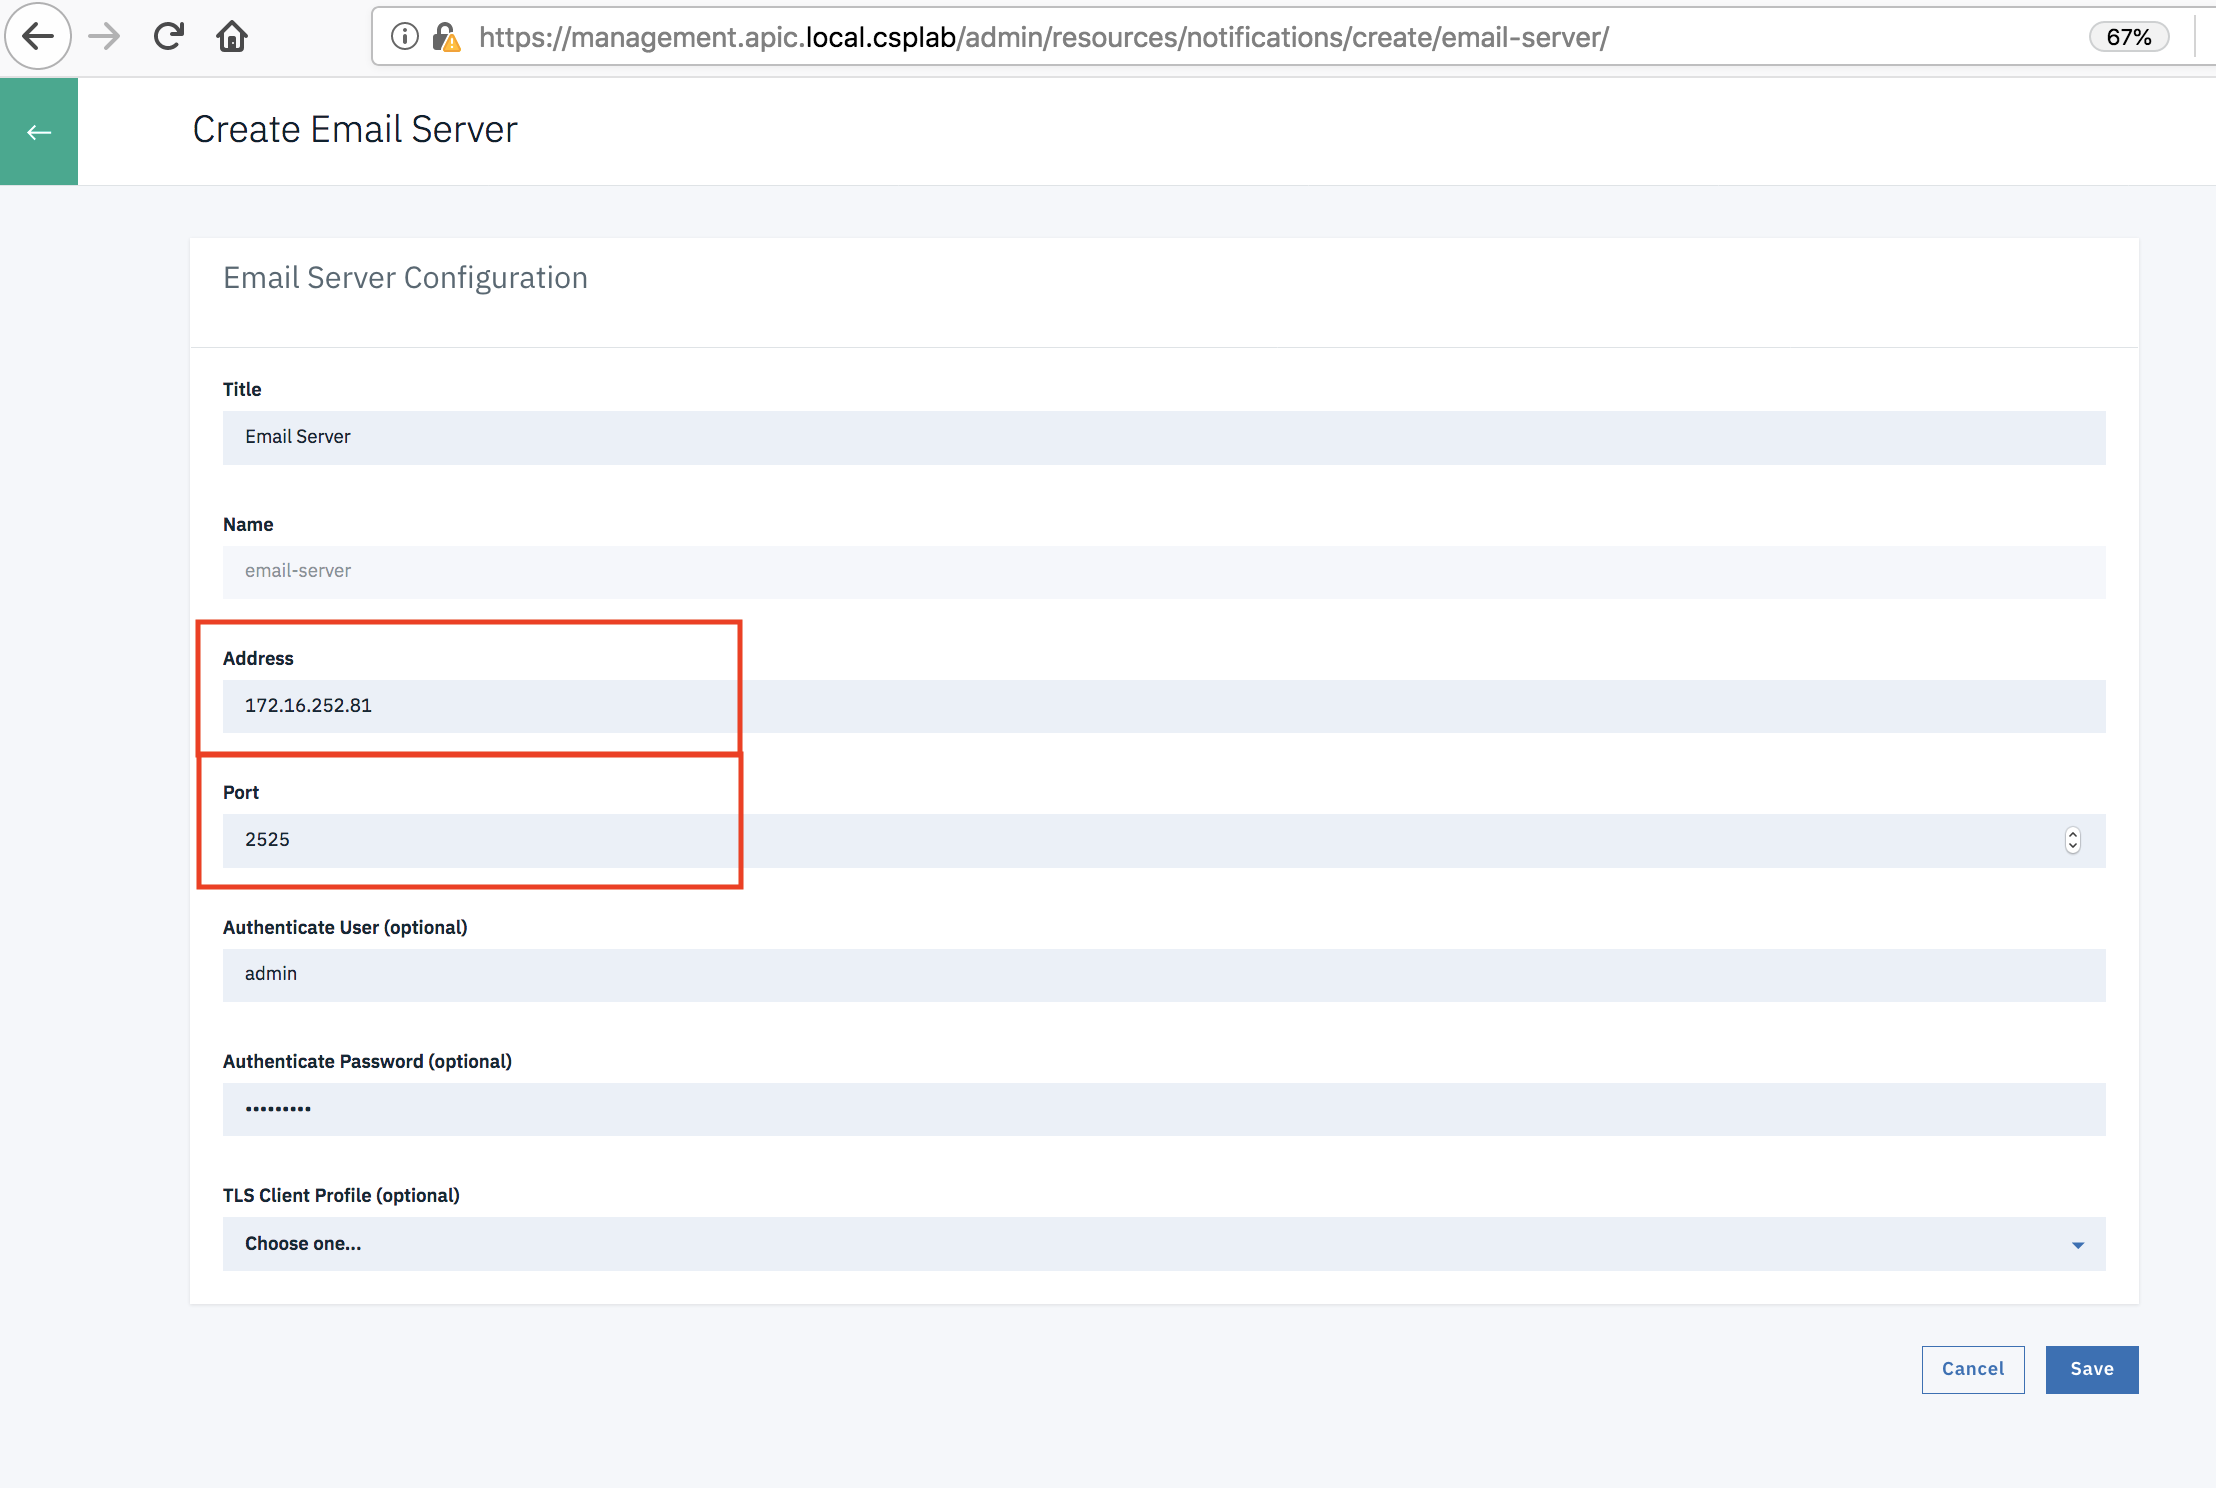 https://management.apic.local.csplab/admin/resources/notifications/create/email-server/
67%
Create Email Server
Email Server Configuration
Title
Email Server
Name
email-server
Address
172.16.252.81
Port
2525
Authenticate User (optional)
admin
Authenticate Password (optional)
•••••••••
TLS Client Profile (optional)
Choose one...
Cancel
Save